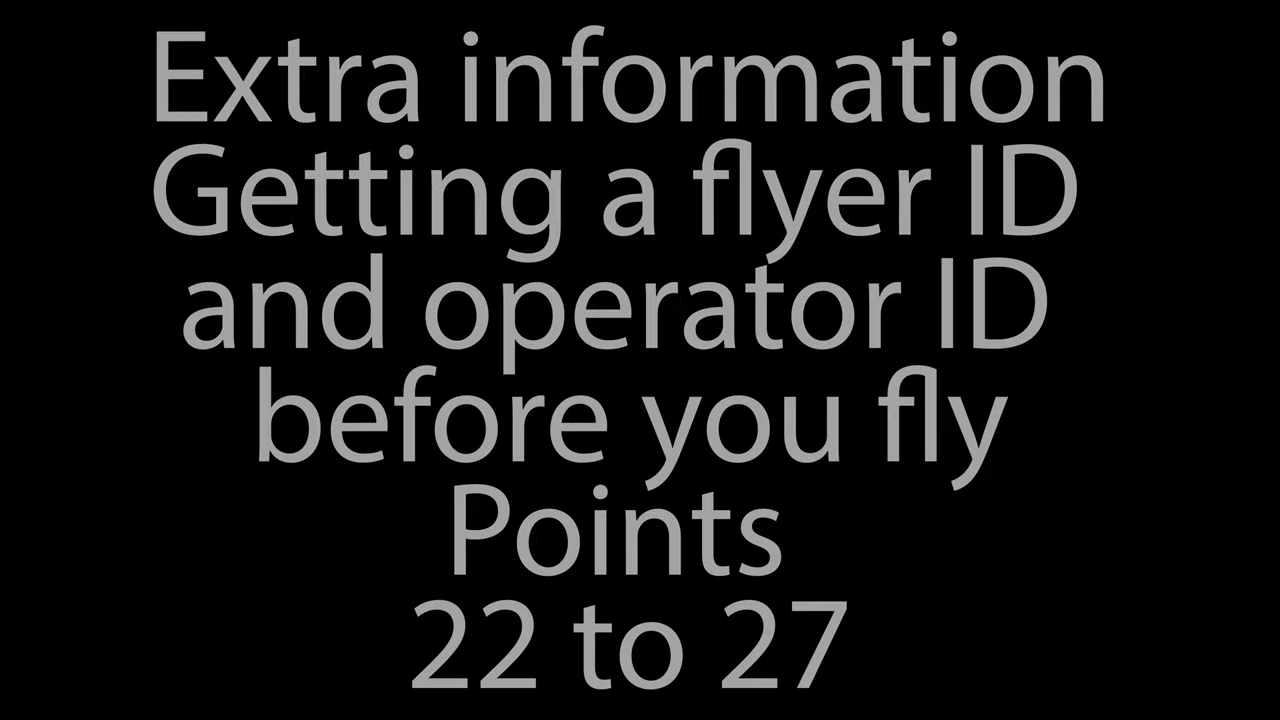 Extra information
Getting a flyer ID
and operator ID
before you fly
Points
22 to 27